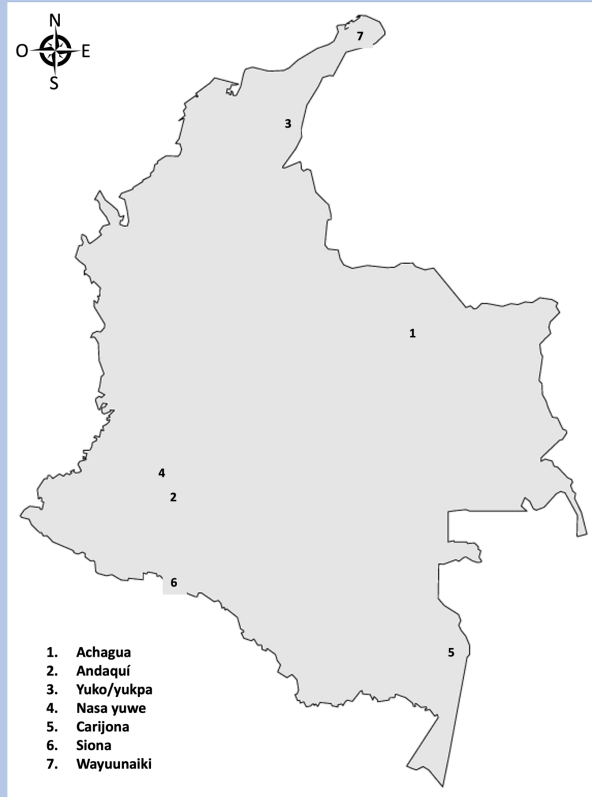 N
O E
S
7
3
1
4
2
6
5
1. Achagua
2. Andaquí
3. Yuko/yukpa
4. Nasa yuwe
5. Carijona
6. Siona
7. Wayuunaiki